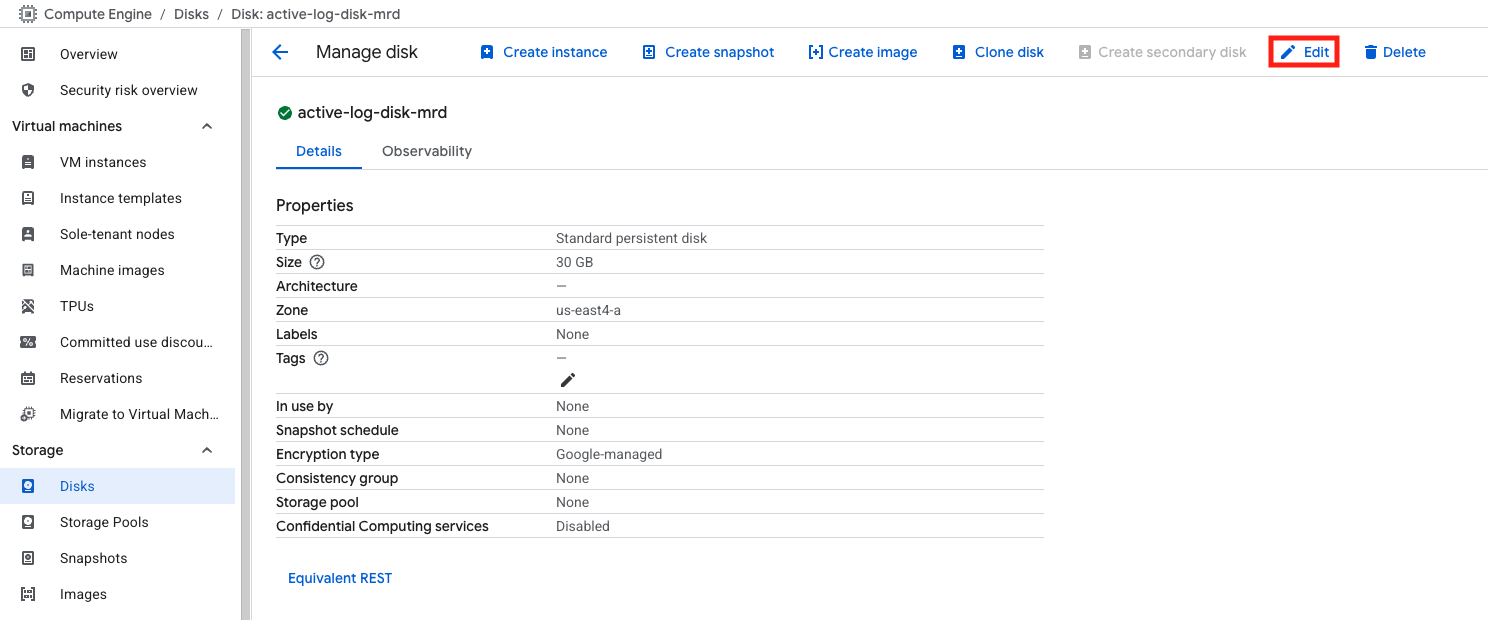 Compute Engine / Disks / Disk: active-log-disk-mrd
Overview
Security risk overview
Virtual machines
VM instances
Instance templates
Sole-tenant nodes
Machine images
TPUs
Committed use discou...
Reservations
Migrate to Virtual Mach...
Storage
Disks
Storage Pools
Snapshots
Images
Manage disk Create instance Create snapshot Create image Clone disk Create secondary disk Edit Delete
active-log-disk-mrd
Details Observability
Properties
Type Standard persistent disk
Size 30 GB
Architecture —
Zone us-east4-a
Labels None
Tags —
In use by None
Snapshot schedule None
Encryption type Google-managed
Consistency group None
Storage pool None
Confidential Computing services Disabled
Equivalent REST